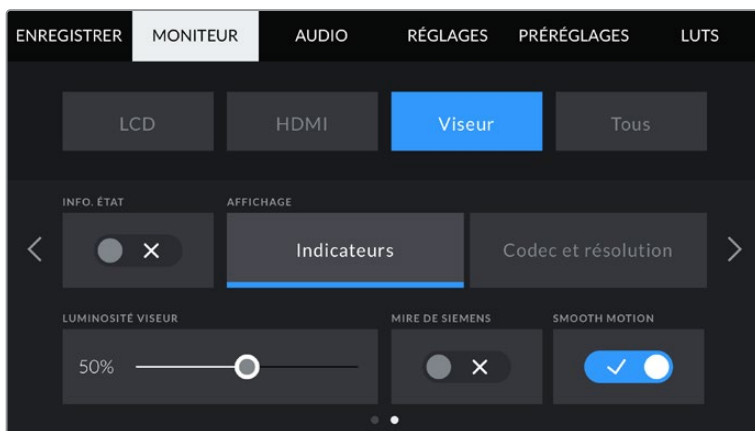 ENREGISTRER MONITEUR AUDIO RÉGLAGES PRÉRÉGLAGES LUTS
LCD HDMI Viseur Tous
INFO. ÉTAT AFFICHAGE
Indicateurs Codec et résolution
LUMINOSITÉ VISEUR MIRE DE SIEMENS SMOOTH MOTION
50%